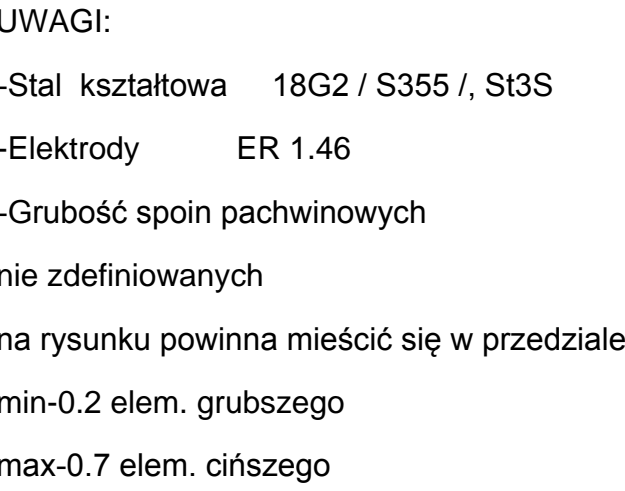 UWAGI:
-Stal kształtowa 18G2 / S355 /, St3S
-Elektrody ER 1.46
-Grubość spoin pachwinowych
nie zdefiniowanych
na rysunku powinna mieścić się w przedziale
min-0.2 elem. grubszego
max-0.7 elem. cińszego